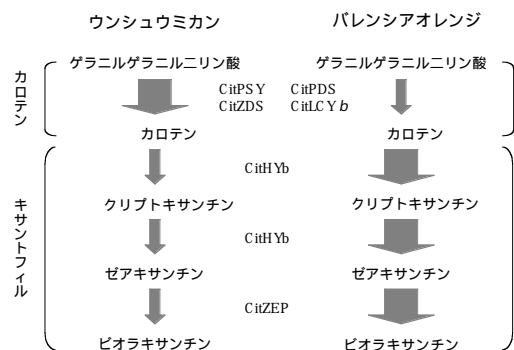 ウンシュウミカン
バレンシアオレンジ
カロテン
ゲラニルゲラニル二リン酸
ゲラニルゲラニル二リン酸
CitPSY CitPDS
CitZDS CitLCYb
カロテン
カロテン
キサントフィル
CitHYb
クリプトキサンチン
クリプトキサンチン
CitHYb
ゼアキサンチン
ゼアキサンチン
CitZEP
ビオラキサンチン
ビオラキサンチン